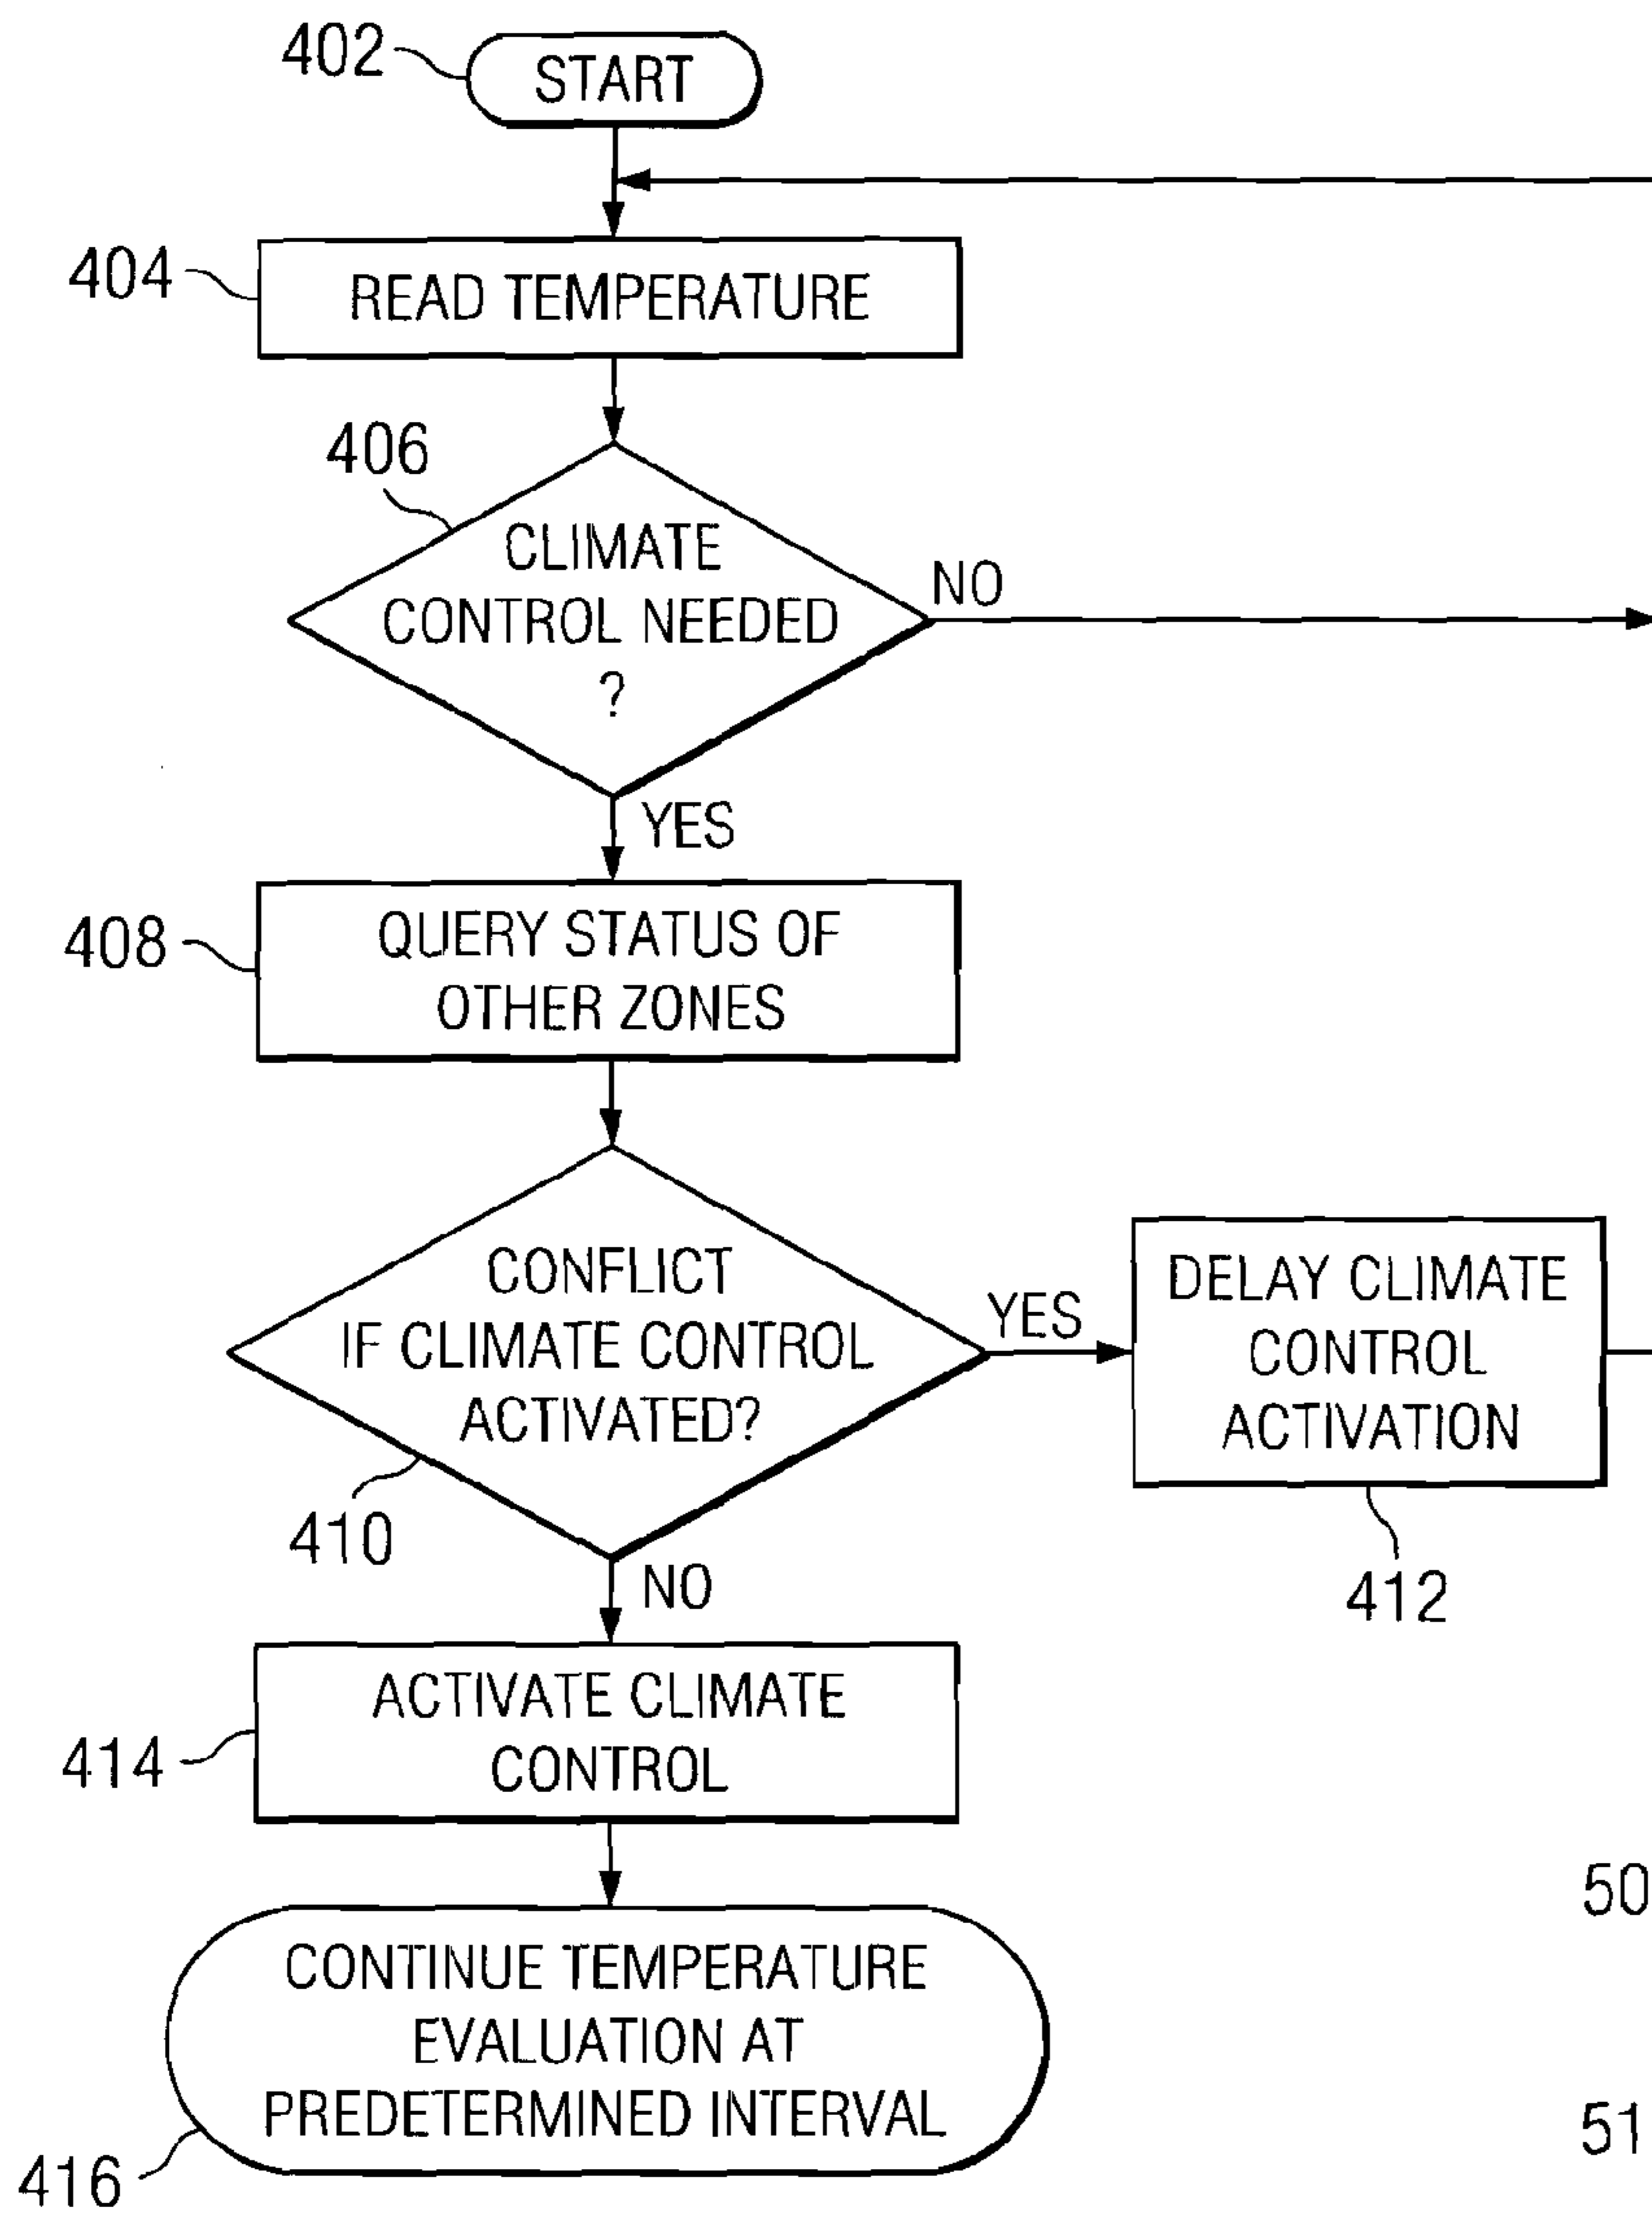 402
START
404
READ TEMPERATURE
406
CLIMATE
CONTROL NEEDED
?
NO
YES
408
QUERY STATUS OF
OTHER ZONES
CONFLICT
IF CLIMATE CONTROL
ACTIVATED?
410
YES
DELAY CLIMATE
CONTROL
ACTIVATION
412
NO
414
ACTIVATE CLIMATE
CONTROL
CONTINUE TEMPERATURE
EVALUATION AT
PREDETERMINED INTERVAL
416
50
51